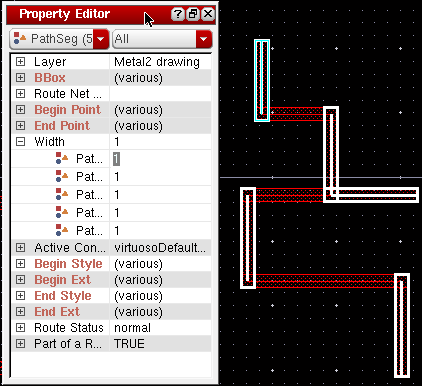 Property Editor
PathSeg (5 All
Layer Metal2 drawing
BBox (various)
Route Net ...
Begin Point (various)
End Point (various)
Width 1
Pat... 1
Pat... 1
Pat... 1
Pat... 1
Pat... 1
Active Con... virtuosoDefault...
Begin Style (various)
Begin Ext (various)
End Style (various)
End Ext (various)
Route Status normal
Part of a R... TRUE